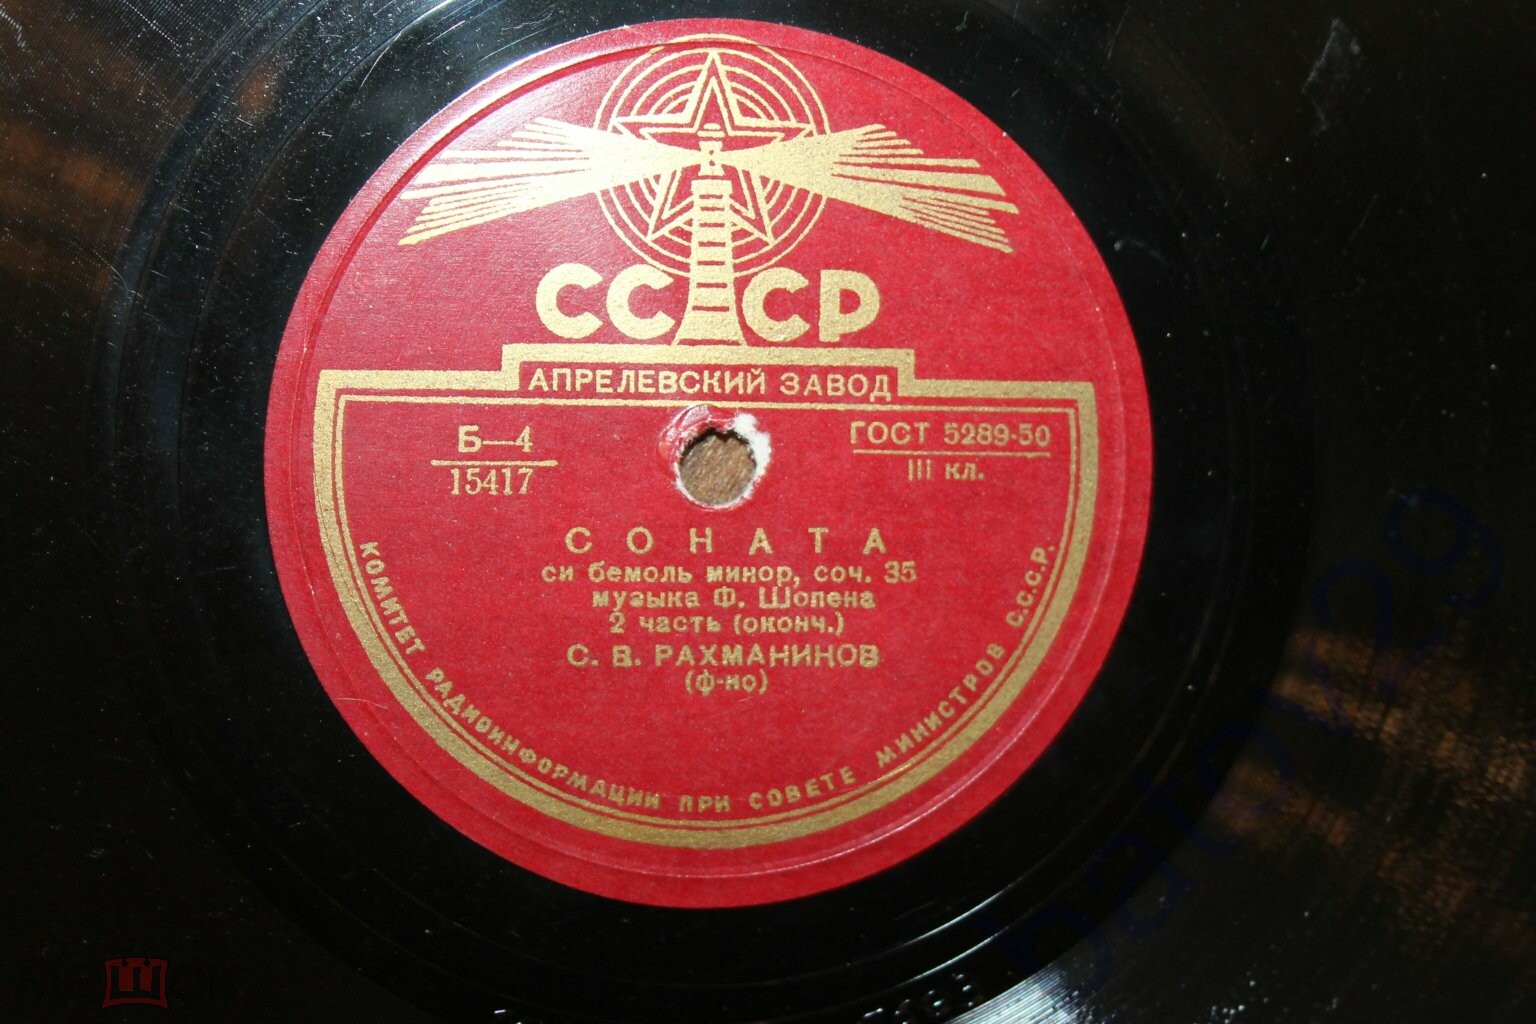 СССР
АПРЕЛЕВСКИЙ ЗАВОД
Б—4
15417
ГОСТ 5289-50
III кл.
СОНАТА
си бемоль минор, соч. 35
музыка Ф. Шопена
2 часть (оконч.)
С. В. РАХМАНИНОВ
(ф-но)
КОМИТЕТ РАДИОИНФОРМАЦИИ ПРИ СОВЕТЕ МИНИСТРОВ С.С.С.Р.
мешок